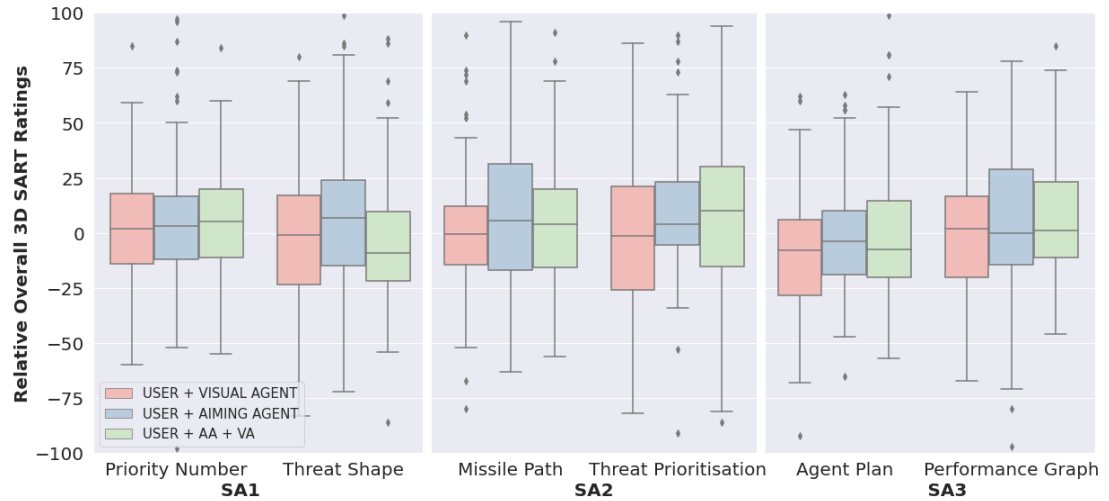 Relative Overall 3D SART Ratings
100
75
50
25
0
−25
−50
−75
−100
USER + VISUAL AGENT
USER + AIMING AGENT
USER + AA + VA
Priority Number Threat Shape Missile Path Threat Prioritisation Agent Plan Performance Graph
SA1 SA2 SA3